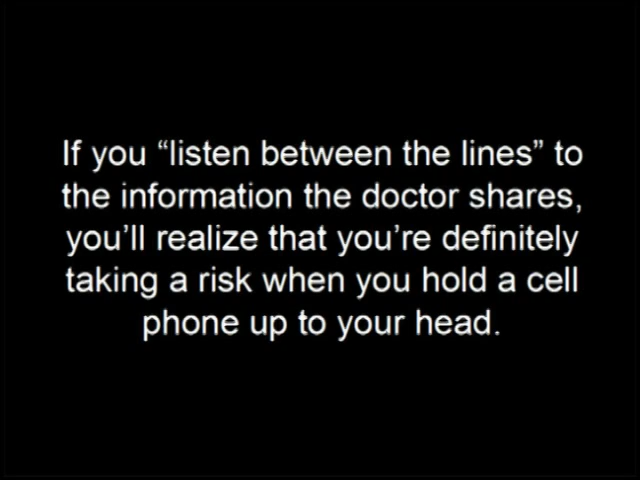 If you “listen between the lines” to
the information the doctor shares,
you’ll realize that you’re definitely
taking a risk when you hold a cell
phone up to your head.